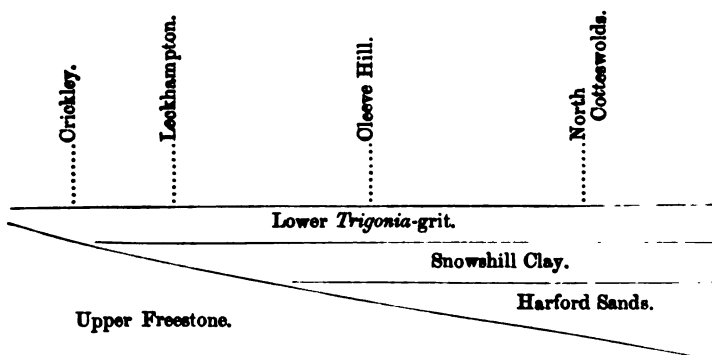 Crickley.
Leckhampton.
Cleeve Hill.
North
Cotteswolds.
Lower Trigonia-grit.
Snowshill Clay.
Harford Sands.
Upper Freestone.